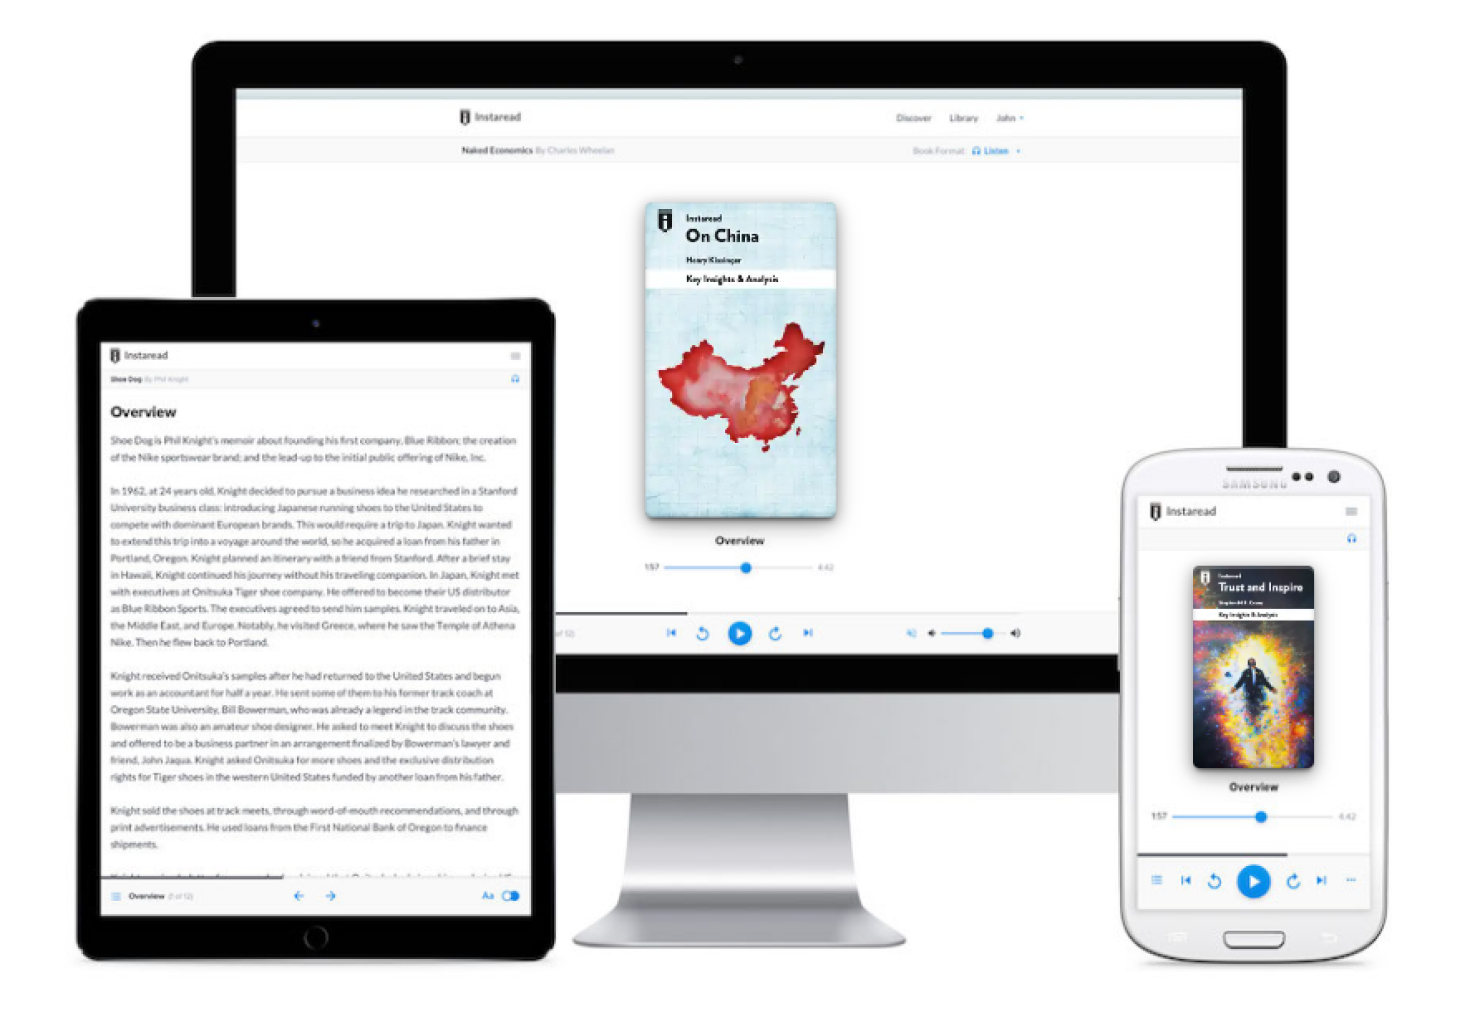 Instaread
Discover Library John
Naked Economics By Charles Wheelan
Book Format: Listen
Instaread
On China
Henry Kissinger
Key Insights & Analysis
Overview
157 4:42
of 12)
Instaread
Shoe Dog By Phil Knight
Overview
Shoe Dog is Phil Knight's memoir about founding his first company, Blue Ribbon; the creation
of the Nike sportswear brand; and the lead-up to the initial public offering of Nike, Inc.
In 1962, at 24 years old, Knight decided to pursue a business idea he researched in a Stanford
University business class: introducing Japanese running shoes to the United States to
compete with dominant European brands. This would require a trip to Japan. Knight wanted
to extend this trip into a voyage around the world, so he acquired a loan from his father in
Portland, Oregon. Knight planned an itinerary with a friend from Stanford. After a brief stay
in Hawaii, Knight continued his journey without his traveling companion. In Japan, Knight met
with executives at Onitsuka Tiger shoe company. He offered to become their US distributor
as Blue Ribbon Sports. The executives agreed to send him samples. Knight traveled on to Asia,
the Middle East, and Europe. Notably, he visited Greece, where he saw the Temple of Athena
Nike. Then he flew back to Portland.
Knight received Onitsuka's samples after he had returned to the United States and begun
work as an accountant for half a year. He sent some of them to his former track coach at
Oregon State University, Bill Bowerman, who was already a legend in the track community.
Bowerman was also an amateur shoe designer. He asked to meet Knight to discuss the shoes
and offered to be a business partner in an arrangement finalized by Bowerman's lawyer and
friend, John Jaqua. Knight asked Onitsuka for more shoes and the exclusive distribution
rights for Tiger shoes in the western United States funded by another loan from his father.
Knight sold the shoes at track meets, through word-of-mouth recommendations, and through
print advertisements. He used loans from the First National Bank of Oregon to finance
shipments.
Overview (1 of 12)
Aa
SAMSUNG
Instaread
Instaread
Trust and Inspire
Stephen M.R. Covey
Key Insights & Analysis
Overview
157 4:42